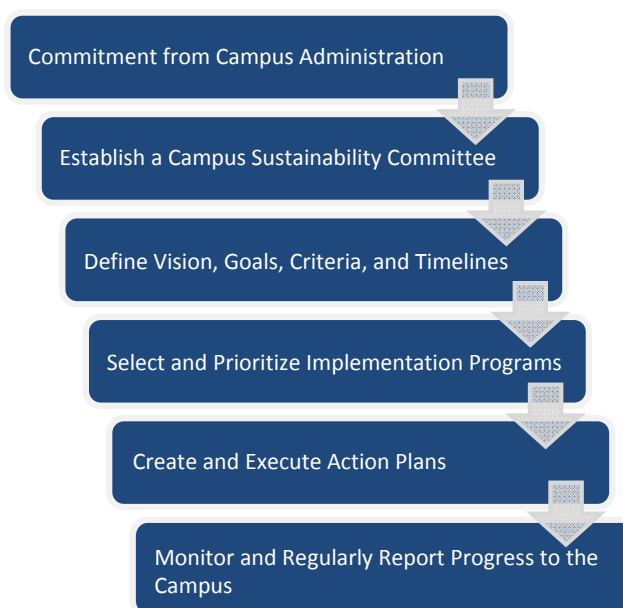 Commitment from Campus Administration
Establish a Campus Sustainability Committee
Define Vision, Goals, Criteria, and Timelines
Select and Prioritize Implementation Programs
Create and Execute Action Plans
Monitor and Regularly Report Progress to the
Campus